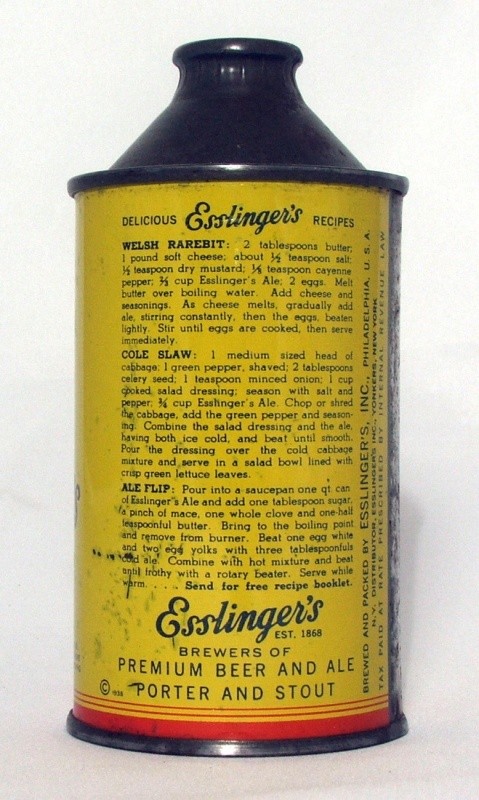 DELICIOUS Esslinger's RECIPES
WELSH RAREBIT: 2 tablespoons butter;
1 pound soft cheese; about ½ teaspoon salt;
½ teaspoon dry mustard; ⅛ teaspoon cayenne
pepper; ⅔ cup Esslinger's Ale; 2 eggs. Melt
butter over boiling water. Add cheese and
seasonings. As cheese melts, gradually add
ale, stirring constantly, then the eggs, beaten
lightly. Stir until eggs are cooked, then serve
immediately.
COLE SLAW: 1 medium sized head of
cabbage; 1 green pepper, shaved; 2 tablespoons
celery seed; 1 teaspoon minced onion; 1 cup
cooked salad dressing; season with salt and
pepper; ¾ cup Esslinger's Ale. Chop or shred
the cabbage, add the green pepper and season-
ing. Combine the salad dressing and the ale,
having both ice cold, and beat until smooth.
Pour the dressing over the cold cabbage
mixture and serve in a salad bowl lined with
crisp green lettuce leaves.
ALE FLIP: Pour into a saucepan one qt. can
of Esslinger's Ale and add one tablespoon sugar,
a pinch of mace, one whole clove and one-half
teaspoonful butter. Bring to the boiling point
and remove from burner. Beat one egg white
and two egg yolks with three tablespoonfuls
cold ale. Combine with hot mixture and beat
until frothy with a rotary beater. Serve while
warm. . . . Send for free recipe booklet.
Esslinger's
EST. 1868
BREWERS OF
PREMIUM BEER AND ALE
© PORTER AND STOUT
BREWED AND PACKED BY ESSLINGER'S, INC., PHILADELPHIA, U. S. A.
N.Y. DISTRIBUTOR, ESSLINGER'S INC., YONKERS, NEW YORK
TAX PAID AT RATE PRESCRIBED BY INTERNAL REVENUE LAW